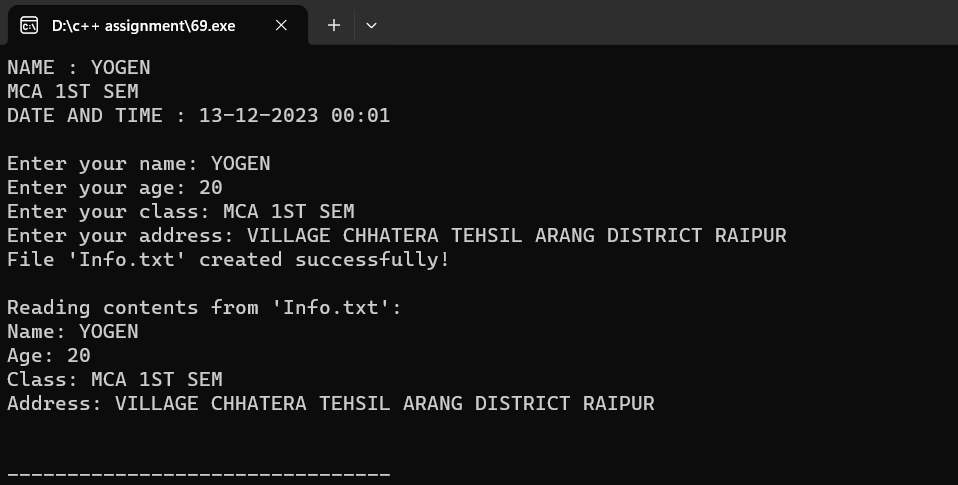 D:\c++ assignment\69.exe
NAME : YOGEN
MCA 1ST SEM
DATE AND TIME : 13-12-2023 00:01
Enter your name: YOGEN
Enter your age: 20
Enter your class: MCA 1ST SEM
Enter your address: VILLAGE CHHATERA TEHSIL ARANG DISTRICT RAIPUR
File 'Info.txt' created successfully!
Reading contents from 'Info.txt':
Name: YOGEN
Age: 20
Class: MCA 1ST SEM
Address: VILLAGE CHHATERA TEHSIL ARANG DISTRICT RAIPUR
--------------------------------